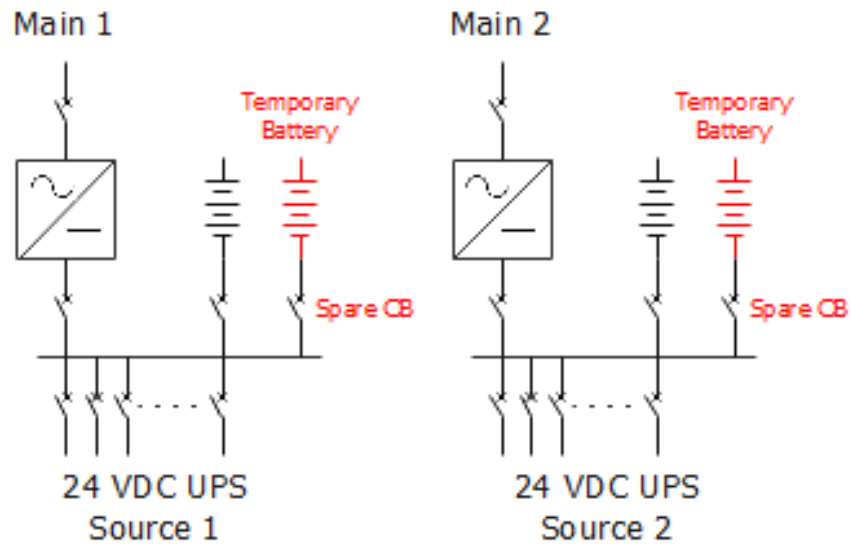 Main 1
Main 2
Temporary
Battery
Temporary
Battery
Spare CB
Spare CB
24 VDC UPS
Source 1
24 VDC UPS
Source 2